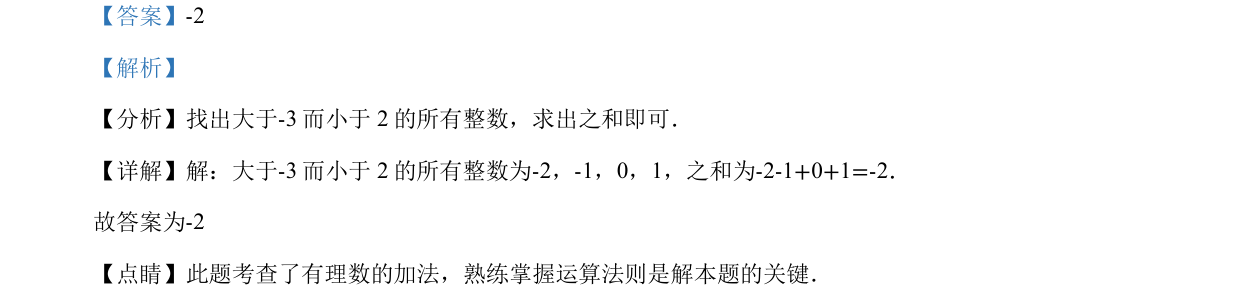 【答案】-2
【解析】
【分析】找出大于-3 而小于 2 的所有整数，求出之和即可．
【详解】解：大于-3 而小于 2 的所有整数为-2，-1，0，1，之和为-2-1+0+1=-2．
故答案为-2
【点睛】此题考查了有理数的加法，熟练掌握运算法则是解本题的关键．